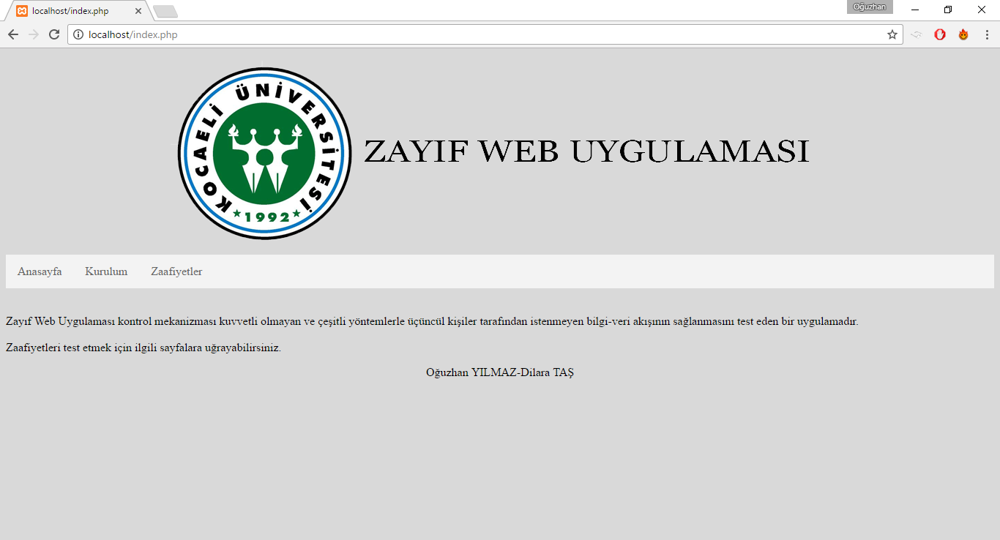 localhost/index.php
Oğuzhan
localhost/index.php
KOCAELİ ÜNİVERSİTESİ
1992
ZAYIF WEB UYGULAMASI
Anasayfa Kurulum Zaafiyetler
Zayıf Web Uygulaması kontrol mekanizması kuvvetli olmayan ve çeşitli yöntemlerle üçüncül kişiler tarafından istenmeyen bilgi-veri akışının sağlanmasını test eden bir uygulamadır.
Zaafiyetleri test etmek için ilgili sayfalara uğrayabilirsiniz.
Oğuzhan YILMAZ-Dilara TAŞ